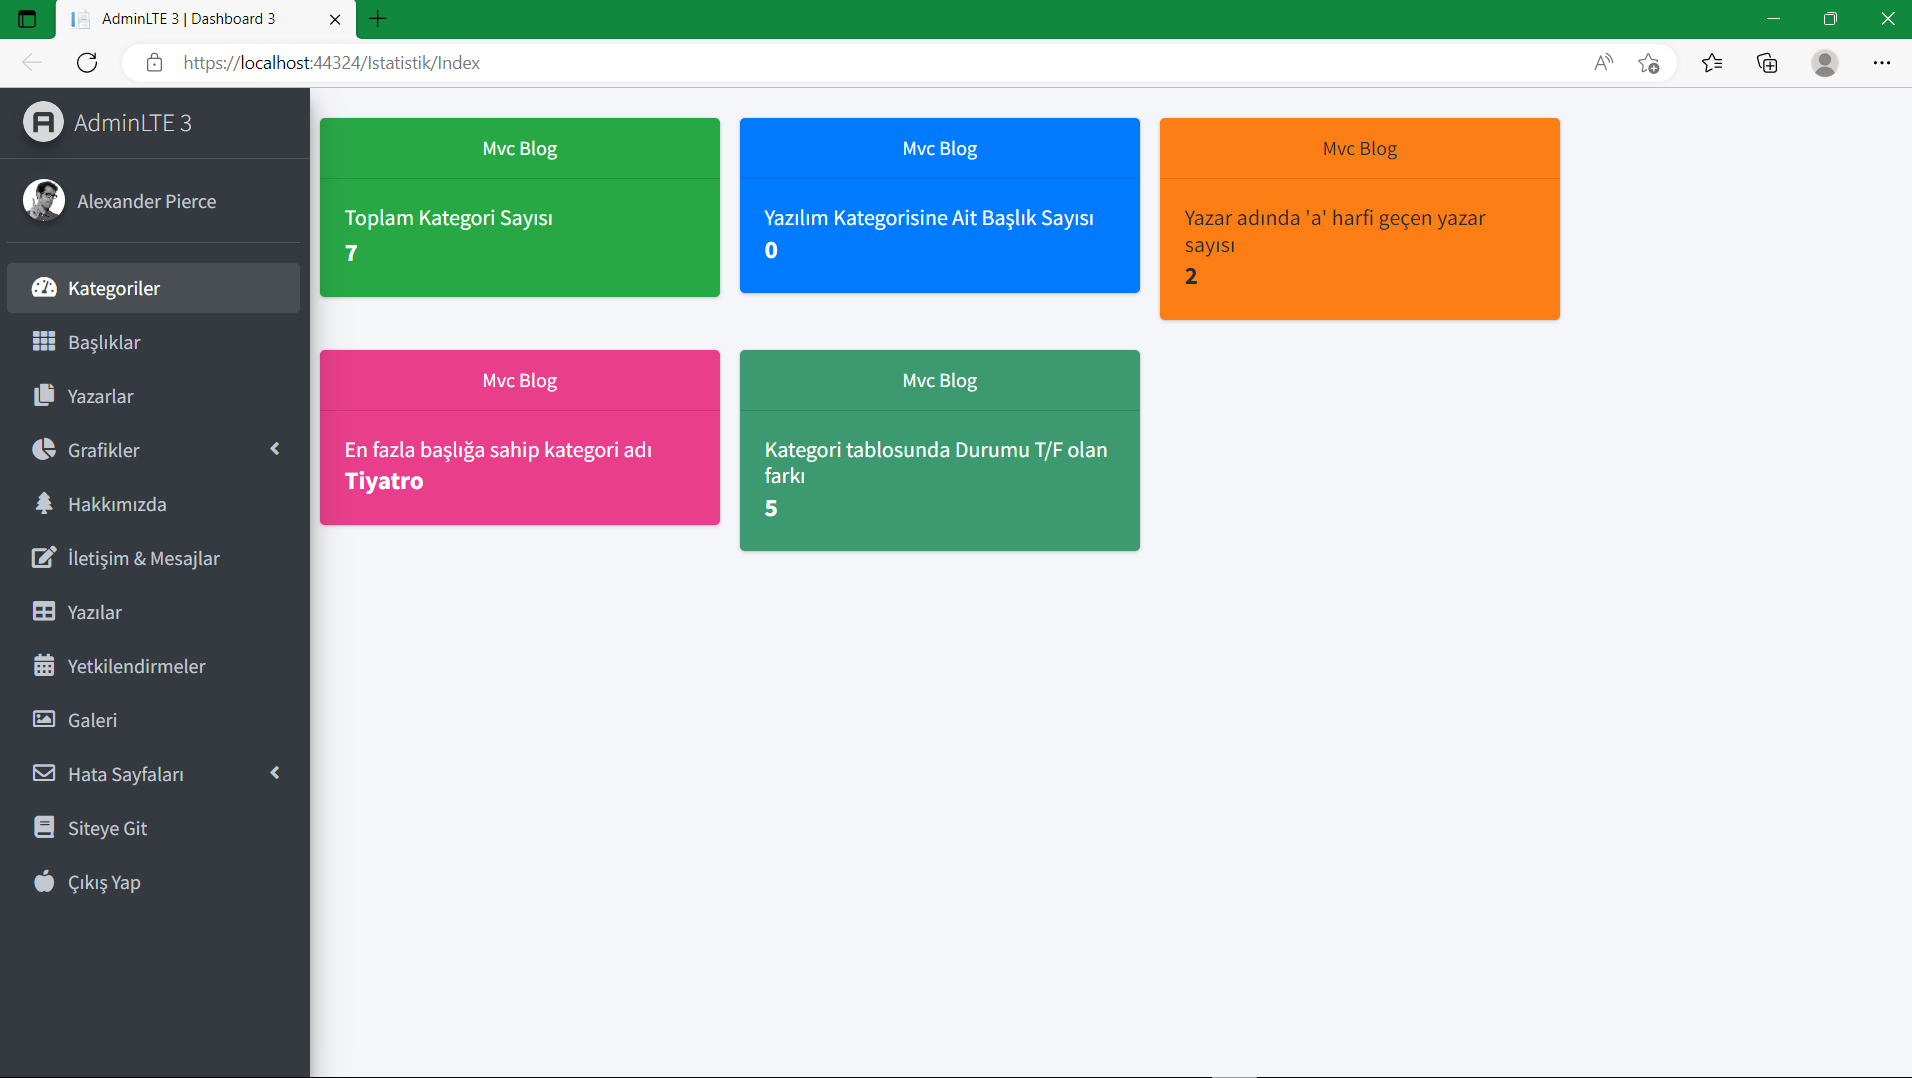 AdminLTE 3 | Dashboard 3
https://localhost:44324/Istatistik/Index
AdminLTE 3
Alexander Pierce
Kategoriler
Başlıklar
Yazarlar
Grafikler
Hakkımızda
İletişim & Mesajlar
Yazılar
Yetkilendirmeler
Galeri
Hata Sayfaları
Siteye Git
Çıkış Yap
Mvc Blog
Toplam Kategori Sayısı
7
Mvc Blog
Yazılım Kategorisine Ait Başlık Sayısı
0
Mvc Blog
Yazar adında 'a' harfi geçen yazar
sayısı
2
Mvc Blog
En fazla başlığa sahip kategori adı
Tiyatro
Mvc Blog
Kategori tablosunda Durumu T/F olan
farkı
5